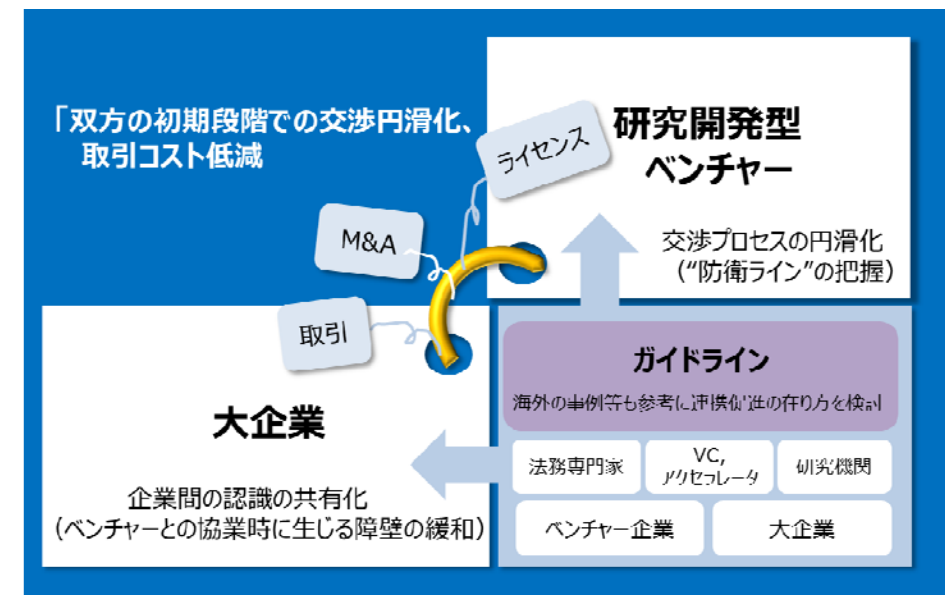 「双方の初期段階での交渉円滑化、
取引コスト低減
研究開発型
ベンチャー
ライセンス
M&A
取引
交渉プロセスの円滑化
(“防衛ライン”の把握)
大企業
企業間の認識の共有化
(ベンチャーとの協業時に生じる障壁の緩和)
ガイドライン
海外の事例等も参考に連携促進の在り方を検討
法務専門家
VC,
アクセラレータ
研究機関
ベンチャー企業
大企業